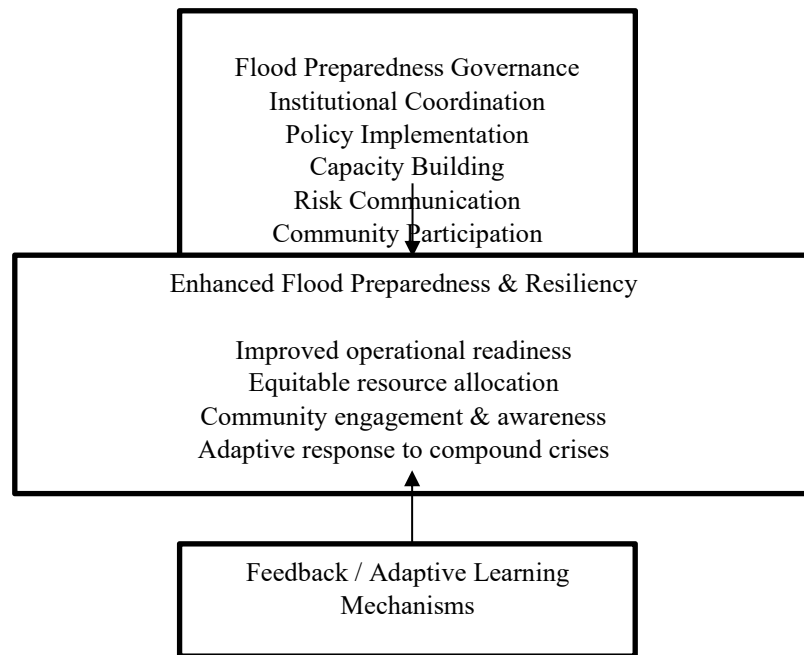 Flood Preparedness Governance
Institutional Coordination
Policy Implementation
Capacity Building
Risk Communication
Community Participation
Enhanced Flood Preparedness & Resiliency
Improved operational readiness
Equitable resource allocation
Community engagement & awareness
Adaptive response to compound crises
Feedback / Adaptive Learning
Mechanisms